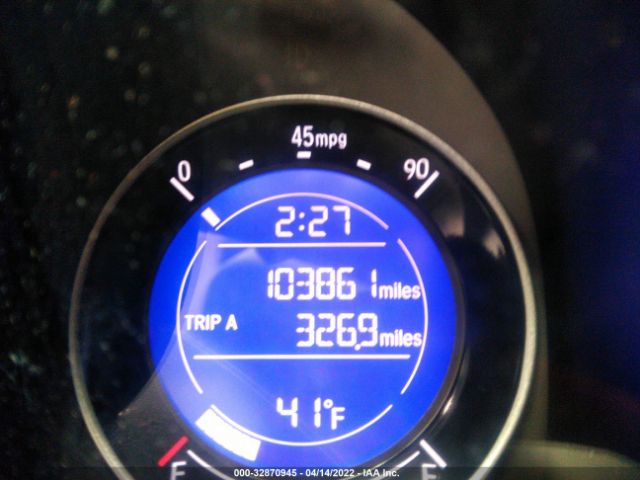 45mpg
0 90
2:27
103861 miles
TRIP A 326.9 miles
41°F
E F
000-32870945 - 04/14/2022 - IAA Inc.